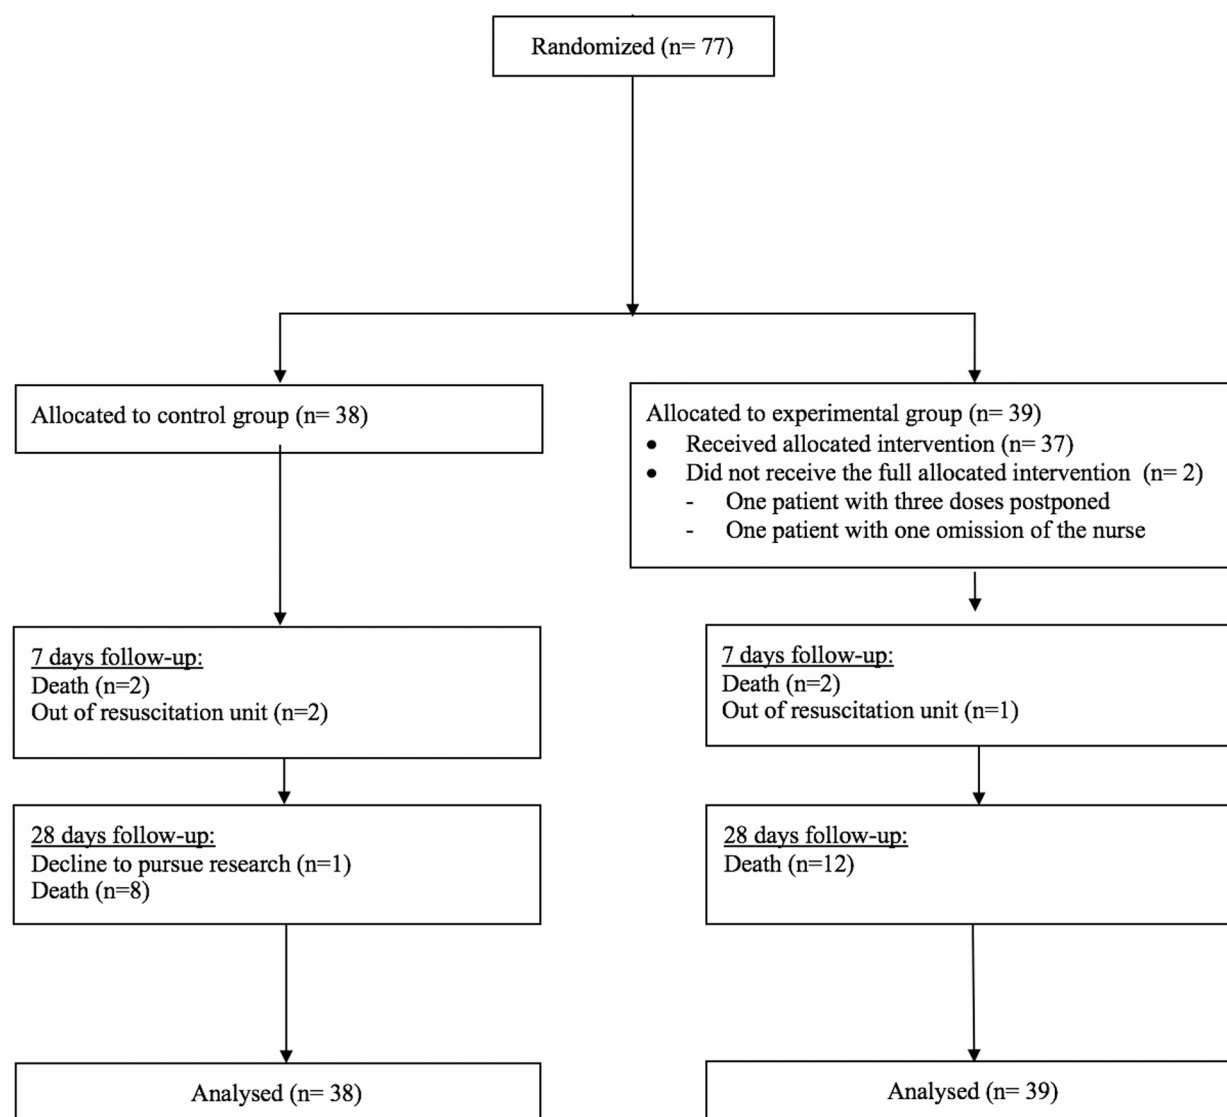 Randomized (n= 77)
Allocated to control group (n= 38)
Allocated to experimental group (n= 39)
• Received allocated intervention (n= 37)
• Did not receive the full allocated intervention (n= 2)
- One patient with three doses postponed
- One patient with one omission of the nurse
7 days follow-up:
Death (n=2)
Out of resuscitation unit (n=2)
7 days follow-up:
Death (n=2)
Out of resuscitation unit (n=1)
28 days follow-up:
Decline to pursue research (n=1)
Death (n=8)
28 days follow-up:
Death (n=12)
Analysed (n= 38)
Analysed (n= 39)